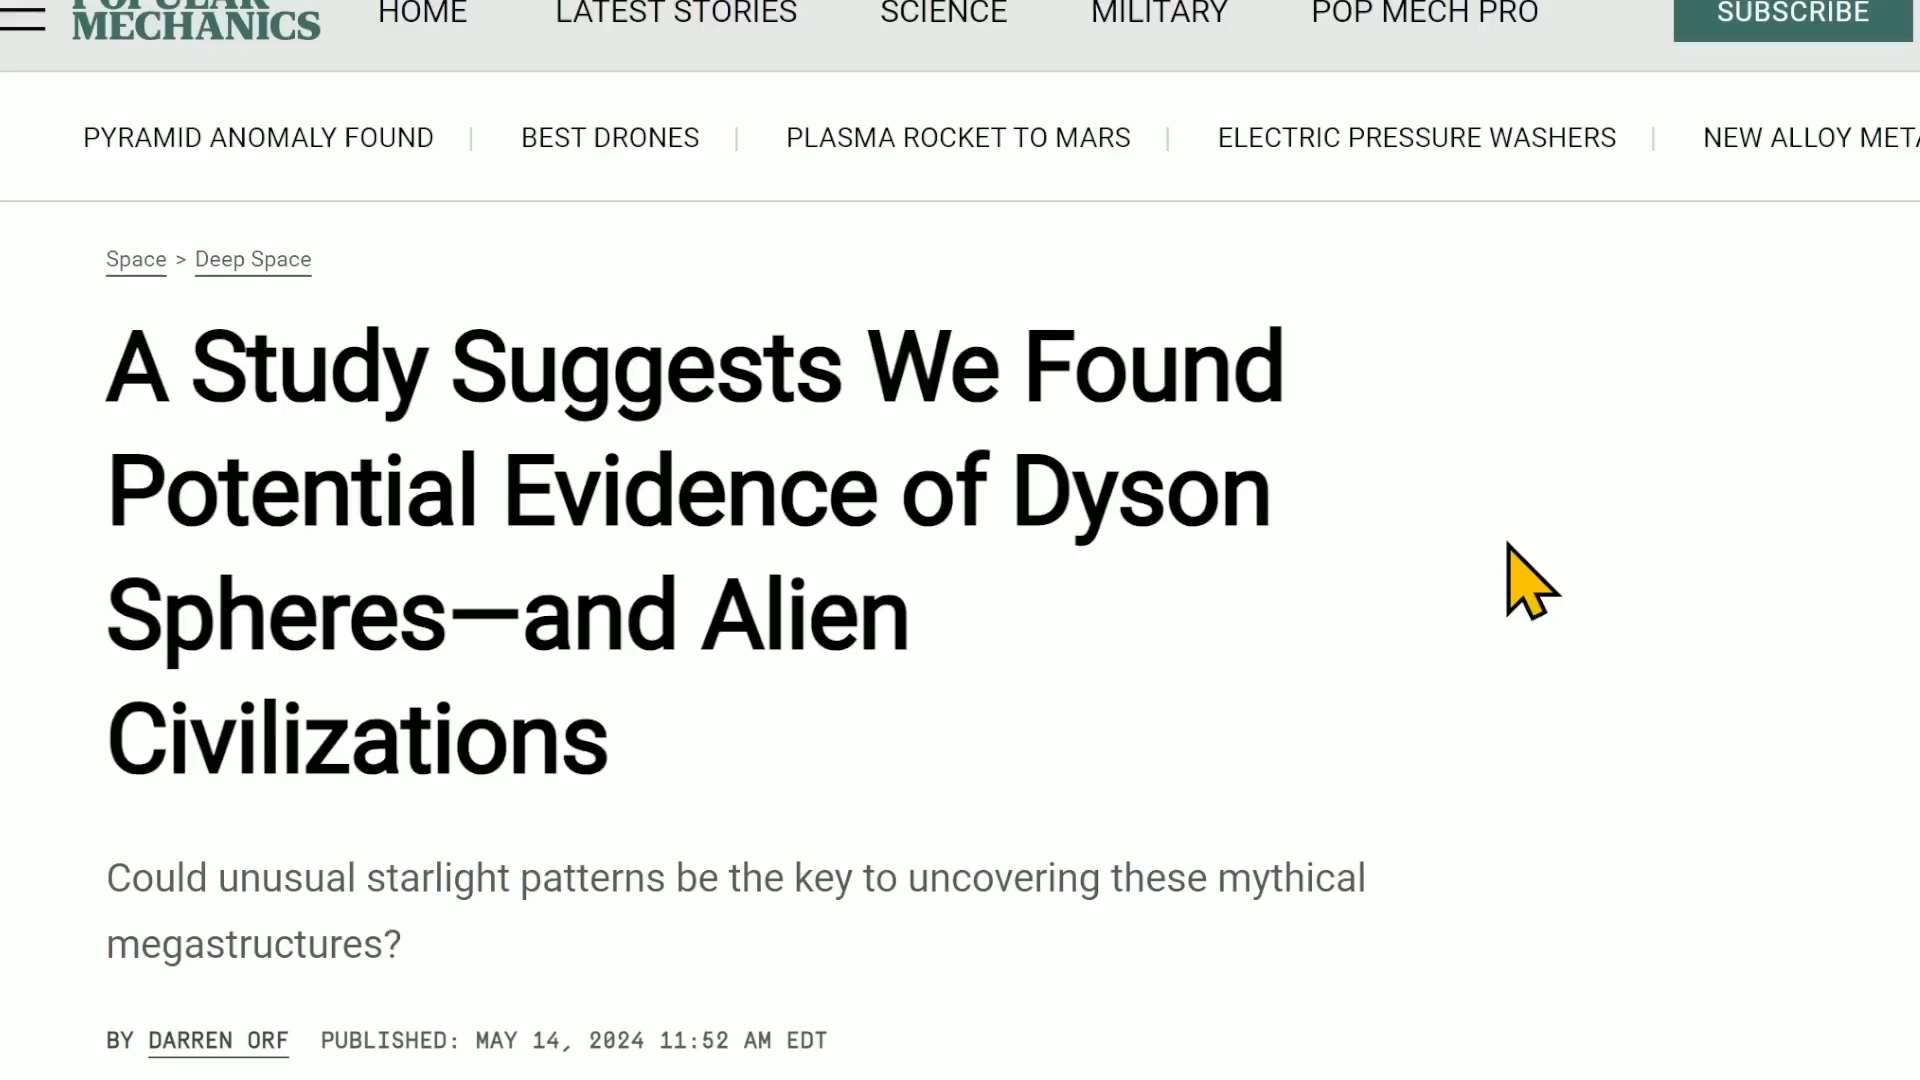 POPULAR
MECHANICS
HOME
LATEST STORIES
SCIENCE
MILITARY
POP MECH PRO
SUBSCRIBE
PYRAMID ANOMALY FOUND | BEST DRONES | PLASMA ROCKET TO MARS | ELECTRIC PRESSURE WASHERS | NEW ALLOY META
Space > Deep Space
A Study Suggests We Found
Potential Evidence of Dyson
Spheres—and Alien
Civilizations
Could unusual starlight patterns be the key to uncovering these mythical
megastructures?
BY DARREN ORF PUBLISHED: MAY 14, 2024 11:52 AM EDT